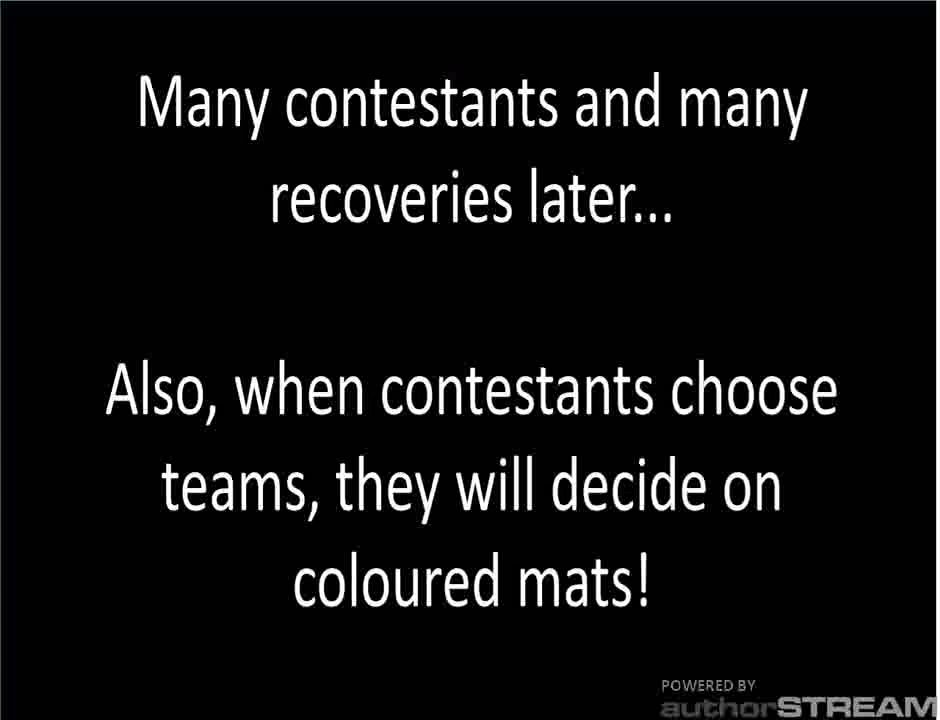 Many contestants and many
recoveries later...
Also, when contestants choose
teams, they will decide on
coloured mats!
POWERED BY
authorSTREAM